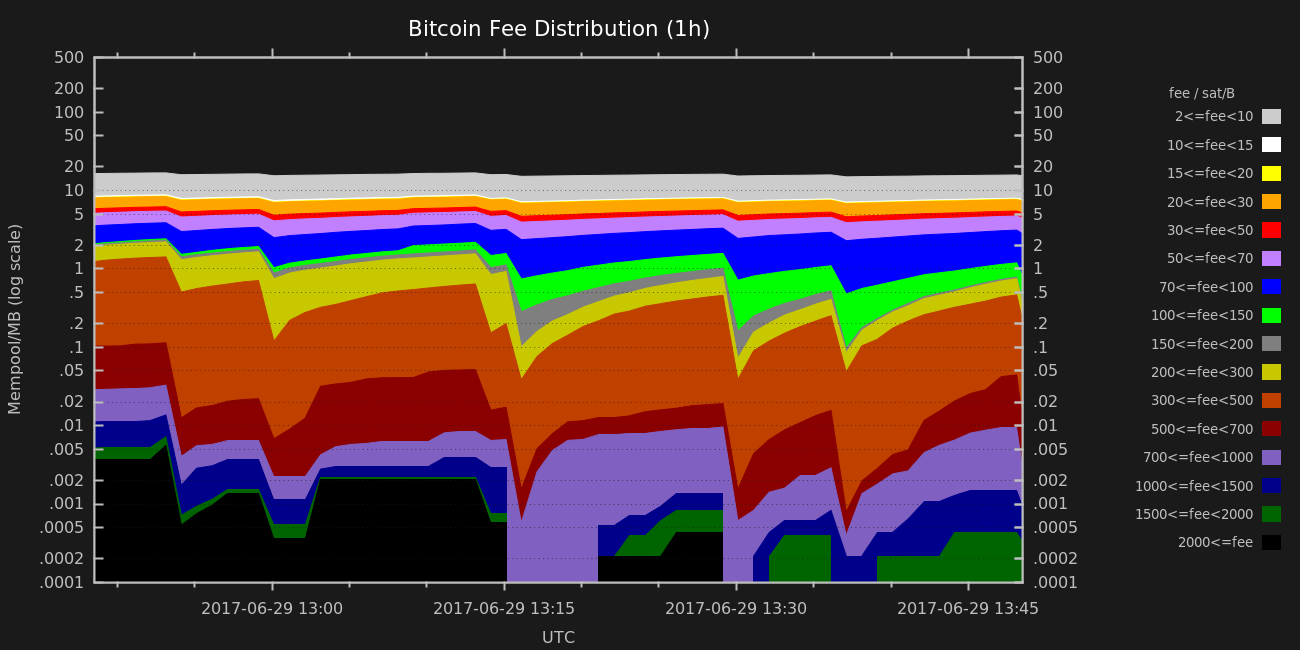 Bitcoin Fee Distribution (1h)
500 500
200 200
100 100
50 50
20 20
10 10
5 5
2 2
1 1
.5 .5
.2 .2
.1 .1
.05 .05
.02 .02
.01 .01
.005 .005
.002 .002
.001 .001
.0005 .0005
.0002 .0002
.0001 .0001
Mempool/MB (log scale)
2017-06-29 13:00 2017-06-29 13:15 2017-06-29 13:30 2017-06-29 13:45
UTC
fee / sat/B
2<=fee<10
10<=fee<15
15<=fee<20
20<=fee<30
30<=fee<50
50<=fee<70
70<=fee<100
100<=fee<150
150<=fee<200
200<=fee<300
300<=fee<500
500<=fee<700
700<=fee<1000
1000<=fee<1500
1500<=fee<2000
2000<=fee